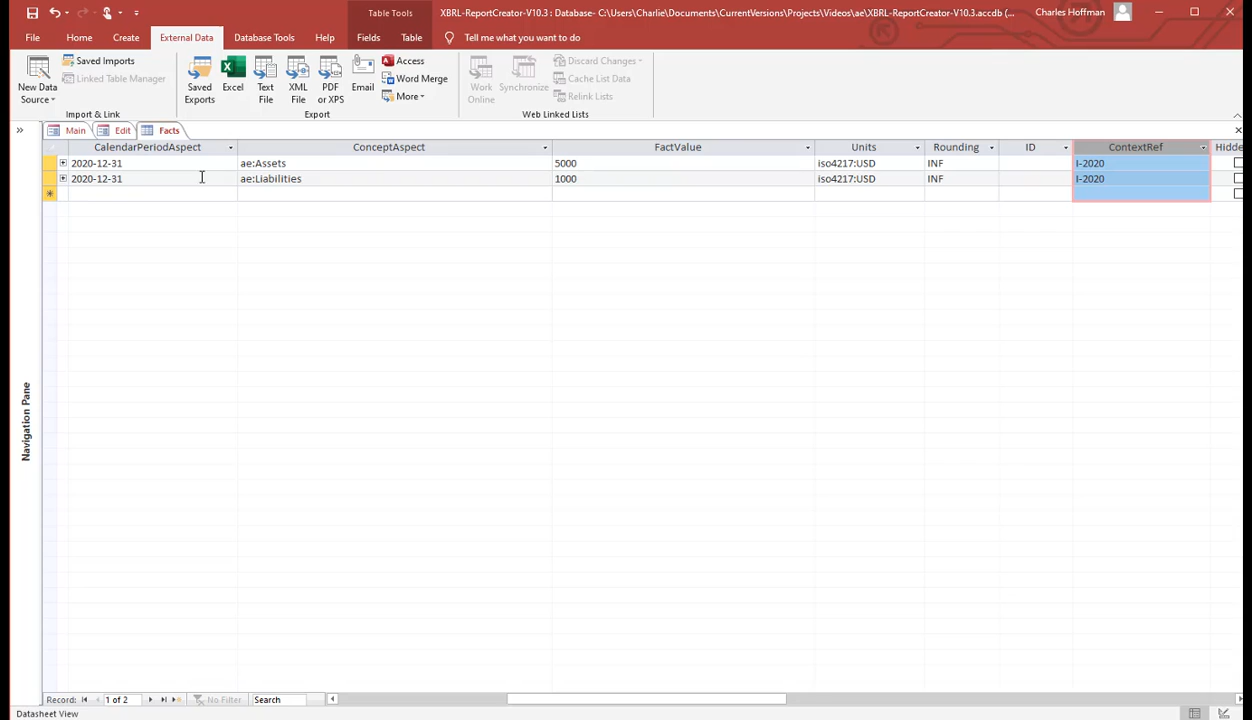 Table Tools
XBRL-ReportCreator-V10.3 : Database- C:\Users\Charlie\Documents\CurrentVersions\Projects\Videos\ae\XBRL-ReportCreator-V10.3.accdb (...
Charles Hoffman
File Home Create External Data Database Tools Help Fields Table Tell me what you want to do
New Data Source
Saved Imports
Linked Table Manager
Import & Link
Saved Exports
Excel
Text File
XML File
PDF or XPS
Email
Access
Word Merge
More
Export
Work Online
Synchronize
Discard Changes
Cache List Data
Relink Lists
Web Linked Lists
Main Edit Facts
CalendarPeriodAspect ConceptAspect FactValue Units Rounding ID ContextRef Hidde
2020-12-31 ae:Assets 5000 iso4217:USD INF I-2020
2020-12-31 ae:Liabilities 1000 iso4217:USD INF I-2020
Navigation Pane
Record: 1 of 2 No Filter Search
Datasheet View